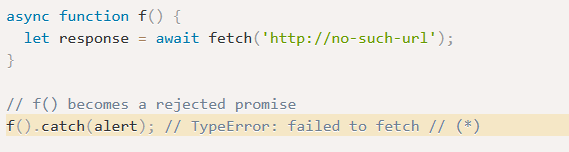 async function f() {
  let response = await fetch('http://no-such-url');
}
// f() becomes a rejected promise
f().catch(alert); // TypeError: failed to fetch // (*)